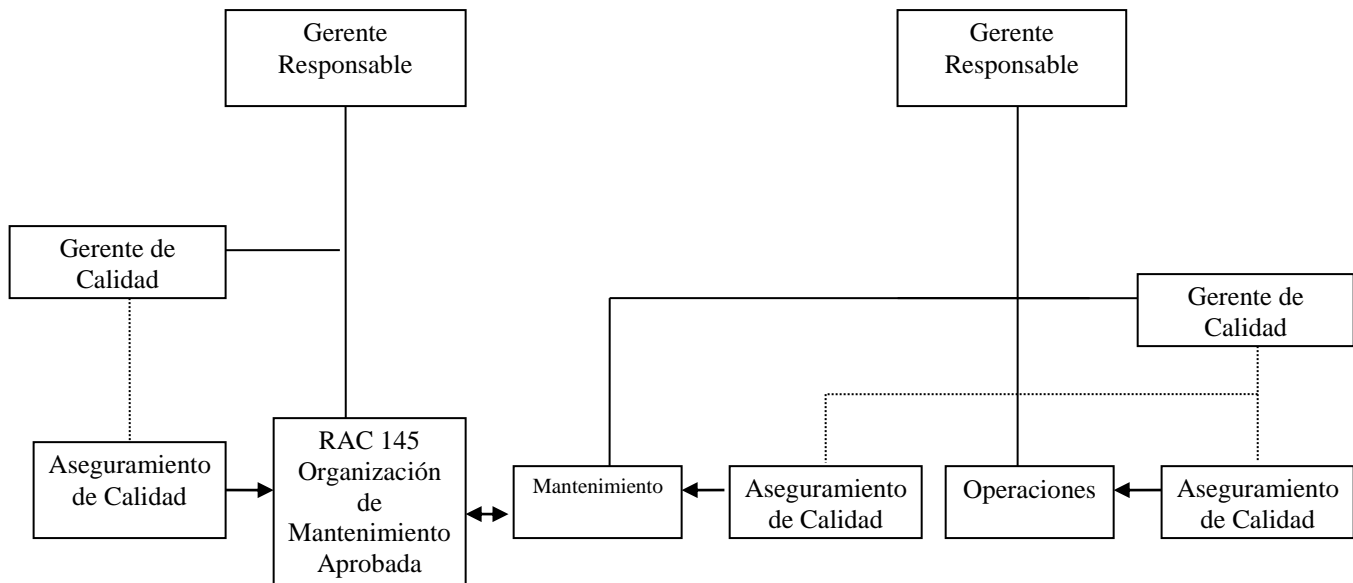 Gerente
Responsable
Gerente
Responsable
Gerente de
Calidad
Gerente de
Calidad
Aseguramiento
de Calidad
RAC 145
Organización
de
Mantenimiento
Aprobada
Mantenimiento
Aseguramiento
de Calidad
Operaciones
Aseguramiento
de Calidad